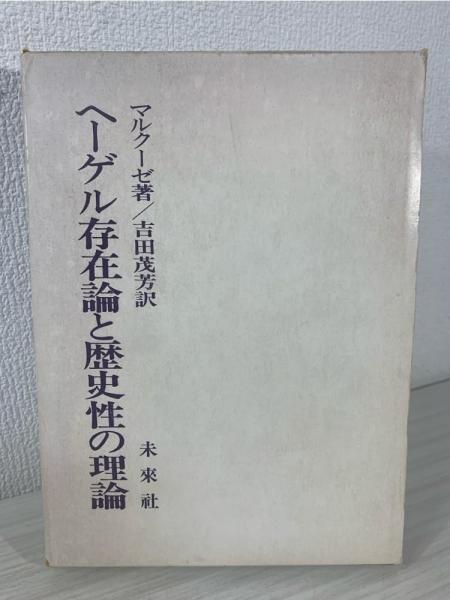 マルクーゼ著/吉田茂芳訳
ヘーゲル存在論と歴史性の理論
未來社